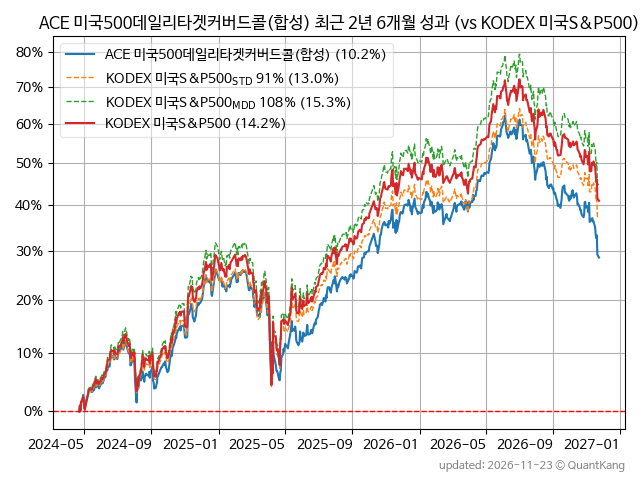 ACE 미국500데일리타겟커버드콜(합성) 최근 2년 6개월 성과 (vs KODEX 미국S&P500)
ACE 미국500데일리타겟커버드콜(합성) (10.2%)
KODEX 미국S&P500STD 91% (13.0%)
KODEX 미국S&P500MDD 108% (15.3%)
KODEX 미국S&P500 (14.2%)
80%
70%
60%
50%
40%
30%
20%
10%
0%
2024-05 2024-09 2025-01 2025-05 2025-09 2026-01 2026-05 2026-09 2027-01
updated: 2026-11-23 © QuantKang